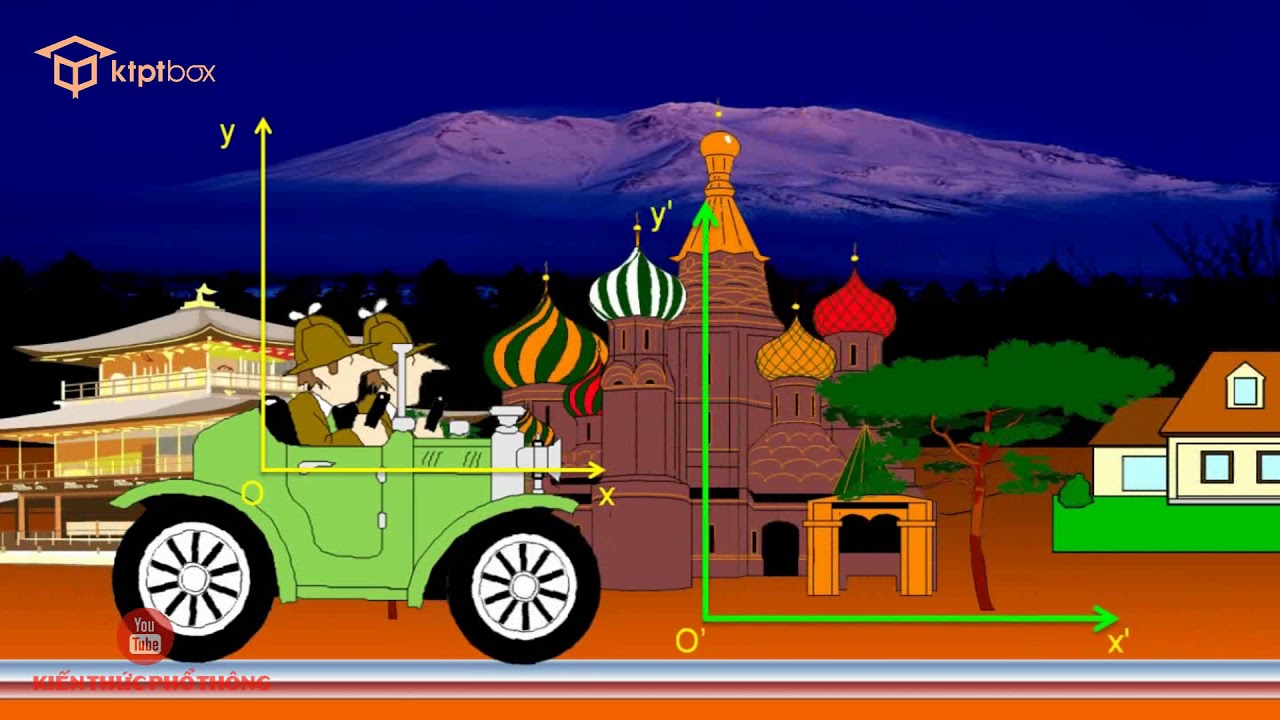 ktptbox
y
y'
O
x
O'
x'
You
Tube
KIẾN THỨC PHỔ THÔNG